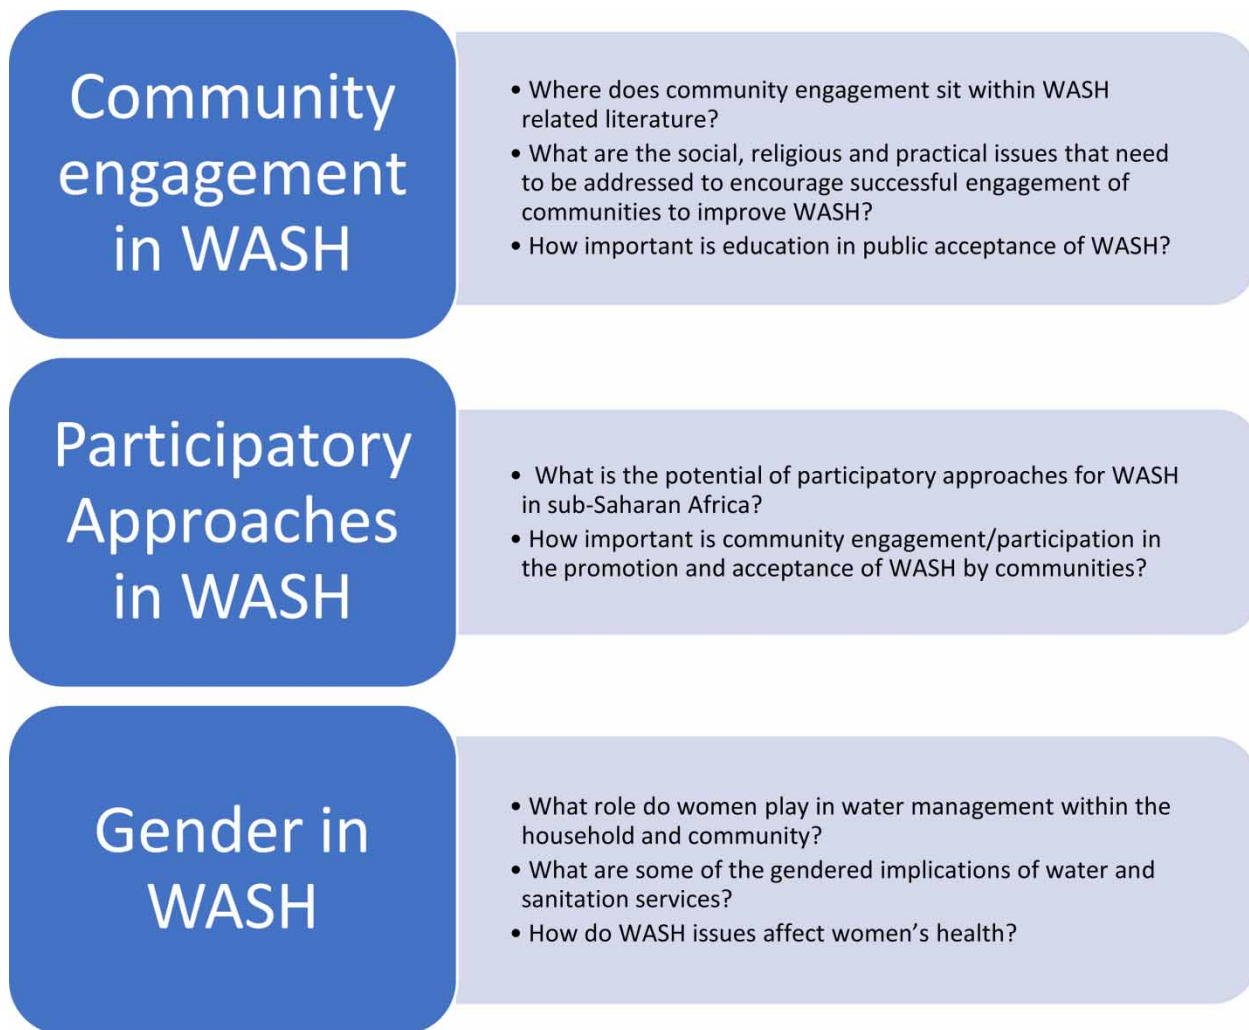 Community
engagement
in WASH
• Where does community engagement sit within WASH
related literature?
• What are the social, religious and practical issues that need
to be addressed to encourage successful engagement of
communities to improve WASH?
• How important is education in public acceptance of WASH?
Participatory
Approaches
in WASH
• What is the potential of participatory approaches for WASH
in sub-Saharan Africa?
• How important is community engagement/participation in
the promotion and acceptance of WASH by communities?
Gender in
WASH
• What role do women play in water management within the
household and community?
• What are some of the gendered implications of water and
sanitation services?
• How do WASH issues affect women’s health?